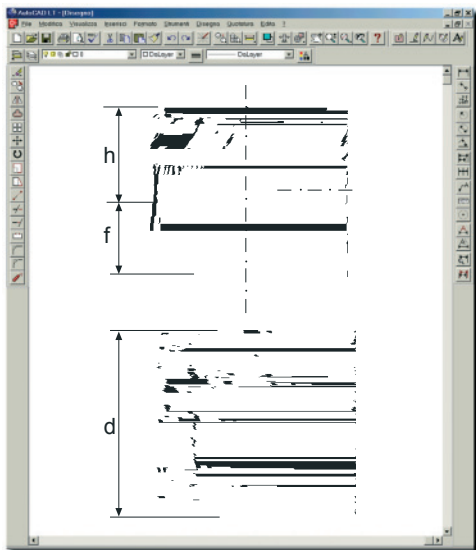 AutoCAD LT - [Disegno]
File Modifica Visualizza Inserisci Formato Strumenti Disegna Quotatura Edita ?
DaLayer DaLayer
h
f
d